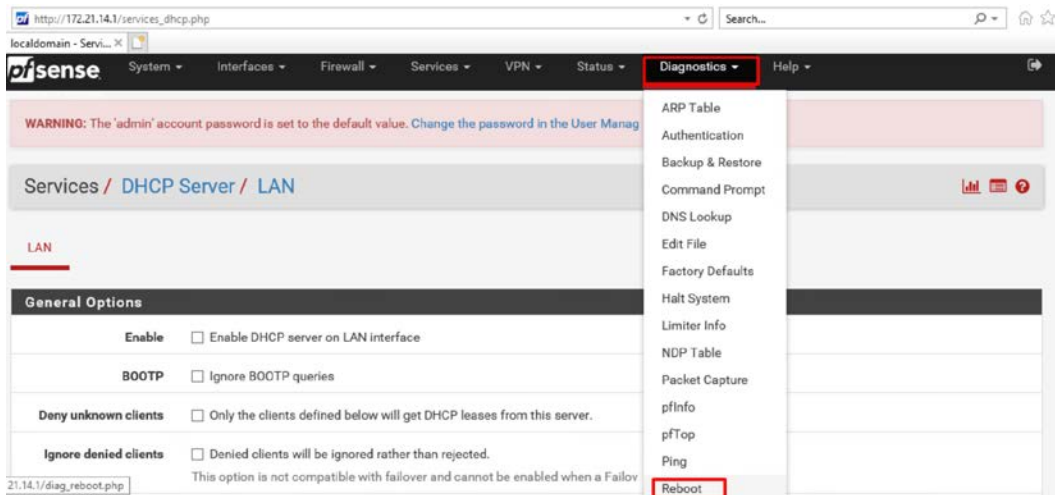 http://172.21.14.1/services_dhcp.php
Search...
localdomain - Servi...
pfsense System Interfaces Firewall Services VPN Status Diagnostics Help
WARNING: The 'admin' account password is set to the default value. Change the password in the User Manag
Services / DHCP Server / LAN
LAN
General Options
Enable Enable DHCP server on LAN interface
BOOTP Ignore BOOTP queries
Deny unknown clients Only the clients defined below will get DHCP leases from this server.
Ignore denied clients Denied clients will be ignored rather than rejected.
This option is not compatible with failover and cannot be enabled when a Failov
21.14.1/diag_reboot.php
ARP Table
Authentication
Backup & Restore
Command Prompt
DNS Lookup
Edit File
Factory Defaults
Halt System
Limiter Info
NDP Table
Packet Capture
pfInfo
pfTop
Ping
Reboot